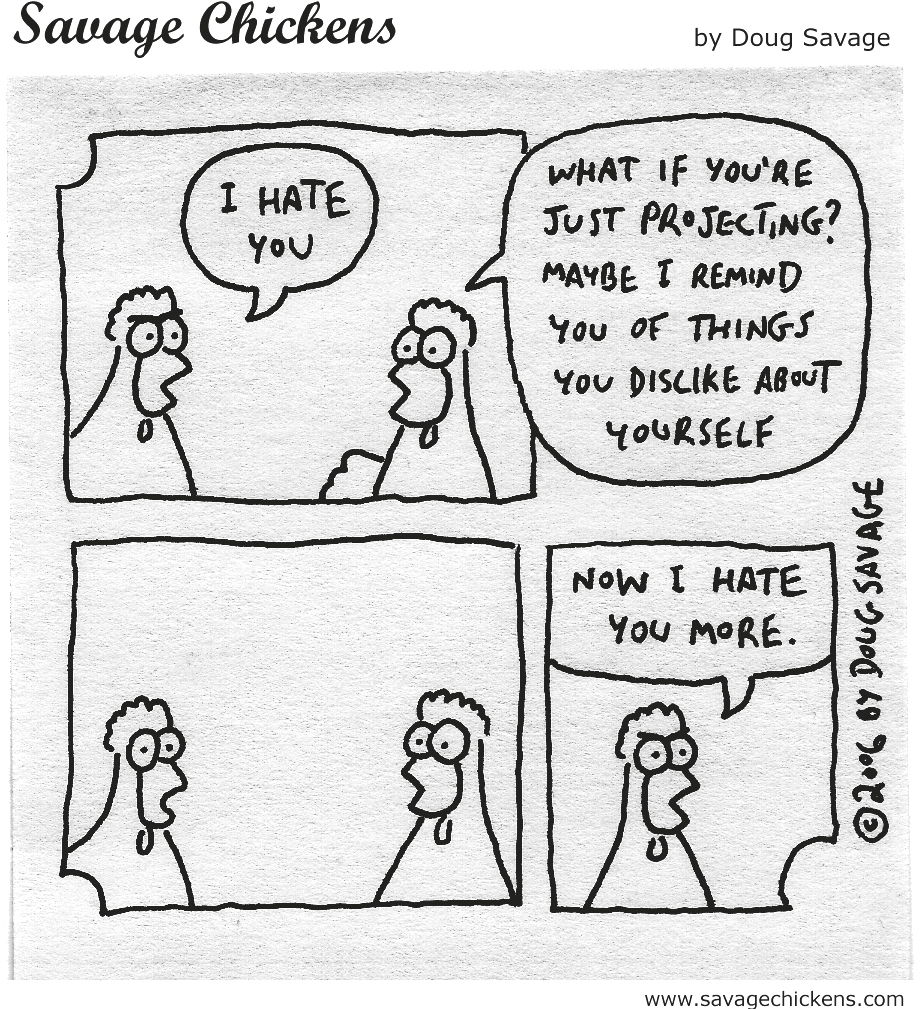 Savage Chickens
by Doug Savage
I HATE
YOU
WHAT IF YOU'RE
JUST PROJECTING?
MAYBE I REMIND
YOU OF THINGS
YOU DISLIKE ABOUT
YOURSELF
NOW I HATE
YOU MORE.
©2006 BY DOUG SAVAGE
www.savagechickens.com